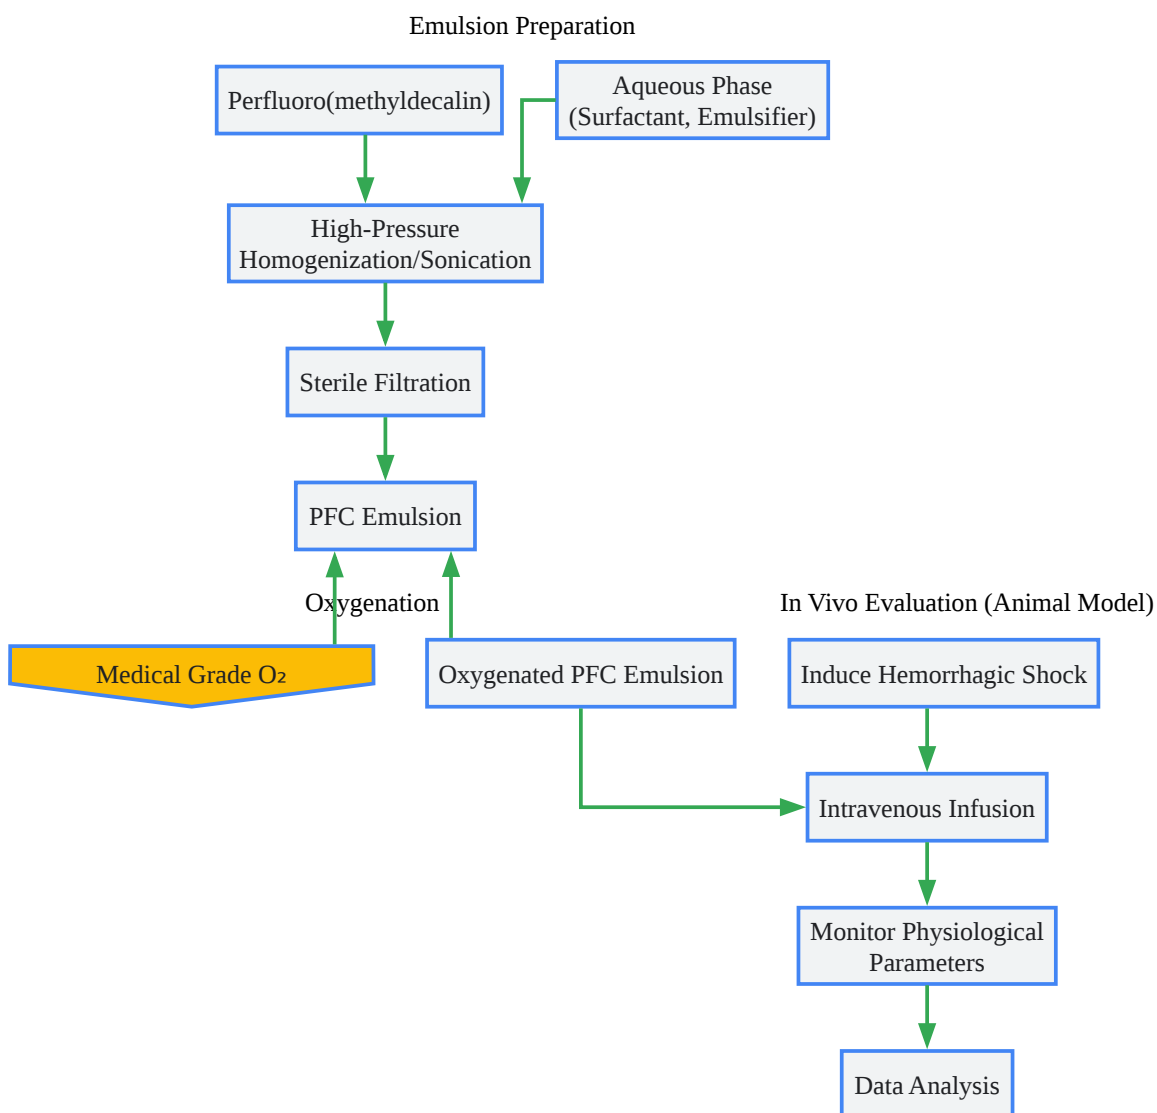 Emulsion Preparation
Perfluoro(methyldecalin)
Aqueous Phase
(Surfactant, Emulsifier)
High-Pressure
Homogenization/Sonication
Sterile Filtration
PFC Emulsion
Oxygenation
In Vivo Evaluation (Animal Model)
Medical Grade O₂
Oxygenated PFC Emulsion
Induce Hemorrhagic Shock
Intravenous Infusion
Monitor Physiological
Parameters
Data Analysis